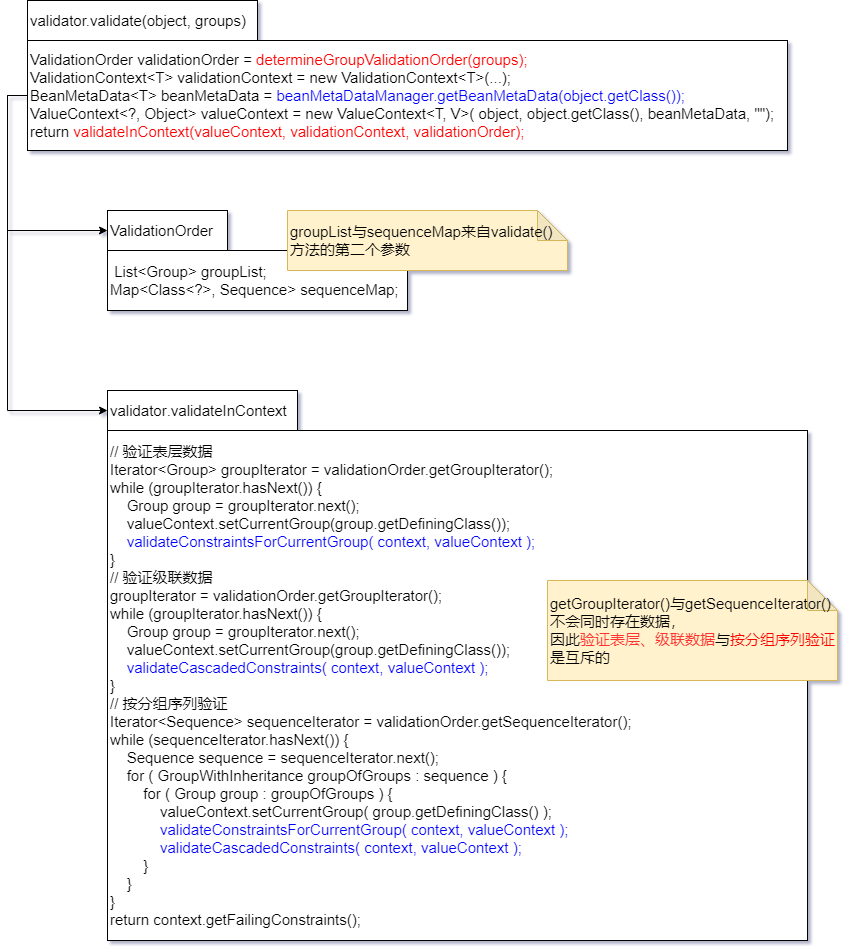 validator.validate(object, groups)
ValidationOrder validationOrder = determineGroupValidationOrder(groups);
ValidationContext<T> validationContext = new ValidationContext<T>(...);
BeanMetaData<T> beanMetaData = beanMetaDataManager.getBeanMetaData(object.getClass());
ValueContext<?, Object> valueContext = new ValueContext<T, V>( object, object.getClass(), beanMetaData, "");
return validateInContext(valueContext, validationContext, validationOrder);
ValidationOrder
groupList与sequenceMap来自validate()
方法的第二个参数
List<Group> groupList;
Map<Class<?>, Sequence> sequenceMap;
validator.validateInContext
// 验证表层数据
Iterator<Group> groupIterator = validationOrder.getGroupIterator();
while (groupIterator.hasNext()) {
Group group = groupIterator.next();
valueContext.setCurrentGroup(group.getDefiningClass());
validateConstraintsForCurrentGroup( context, valueContext );
}
// 验证级联数据
groupIterator = validationOrder.getGroupIterator();
while (groupIterator.hasNext()) {
Group group = groupIterator.next();
valueContext.setCurrentGroup(group.getDefiningClass());
validateCascadedConstraints( context, valueContext );
}
getGroupIterator()与getSequenceIterator()
不会同时存在数据，
因此验证表层、级联数据与按分组序列验证
是互斥的
// 按分组序列验证
Iterator<Sequence> sequenceIterator = validationOrder.getSequenceIterator();
while (sequenceIterator.hasNext()) {
Sequence sequence = sequenceIterator.next();
for ( GroupWithInheritance groupOfGroups : sequence ) {
for ( Group group : groupOfGroups ) {
valueContext.setCurrentGroup( group.getDefiningClass() );
validateConstraintsForCurrentGroup( context, valueContext );
validateCascadedConstraints( context, valueContext );
}
}
}
return context.getFailingConstraints();